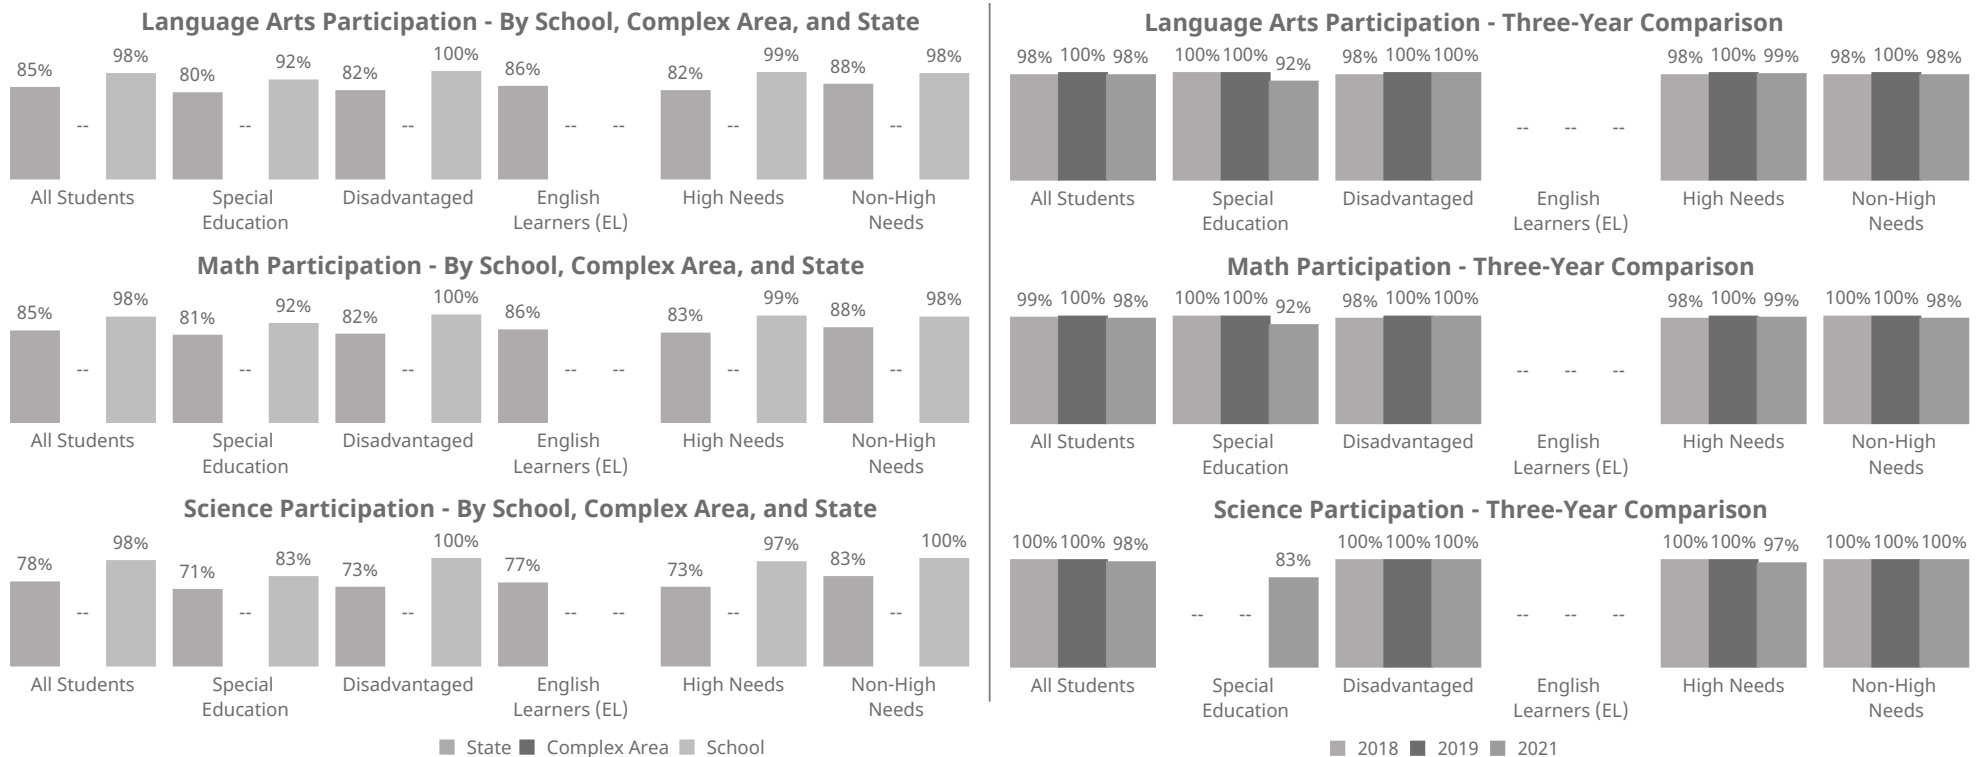 Language Arts Participation - By School, Complex Area, and State
85% -- 98% 80% -- 92% 82% -- 100% 86% -- -- 82% -- 99% 88% -- 98%
All Students Special Education Disadvantaged English Learners (EL) High Needs Non-High Needs
Math Participation - By School, Complex Area, and State
85% -- 98% 81% -- 92% 82% -- 100% 86% -- -- 83% -- 99% 88% -- 98%
All Students Special Education Disadvantaged English Learners (EL) High Needs Non-High Needs
Science Participation - By School, Complex Area, and State
78% -- 98% 71% -- 83% 73% -- 100% 77% -- -- 73% -- 97% 83% -- 100%
All Students Special Education Disadvantaged English Learners (EL) High Needs Non-High Needs
State Complex Area School
Language Arts Participation - Three-Year Comparison
98% 100% 98% 100% 100% 92% 98% 100% 100% -- -- -- 98% 100% 99% 98% 100% 98%
All Students Special Education Disadvantaged English Learners (EL) High Needs Non-High Needs
Math Participation - Three-Year Comparison
99% 100% 98% 100% 100% 92% 98% 100% 100% -- -- -- 98% 100% 99% 100% 100% 98%
All Students Special Education Disadvantaged English Learners (EL) High Needs Non-High Needs
Science Participation - Three-Year Comparison
100% 100% 98% -- -- 83% 100% 100% 100% -- -- -- 100% 100% 97% 100% 100% 100%
All Students Special Education Disadvantaged English Learners (EL) High Needs Non-High Needs
2018 2019 2021